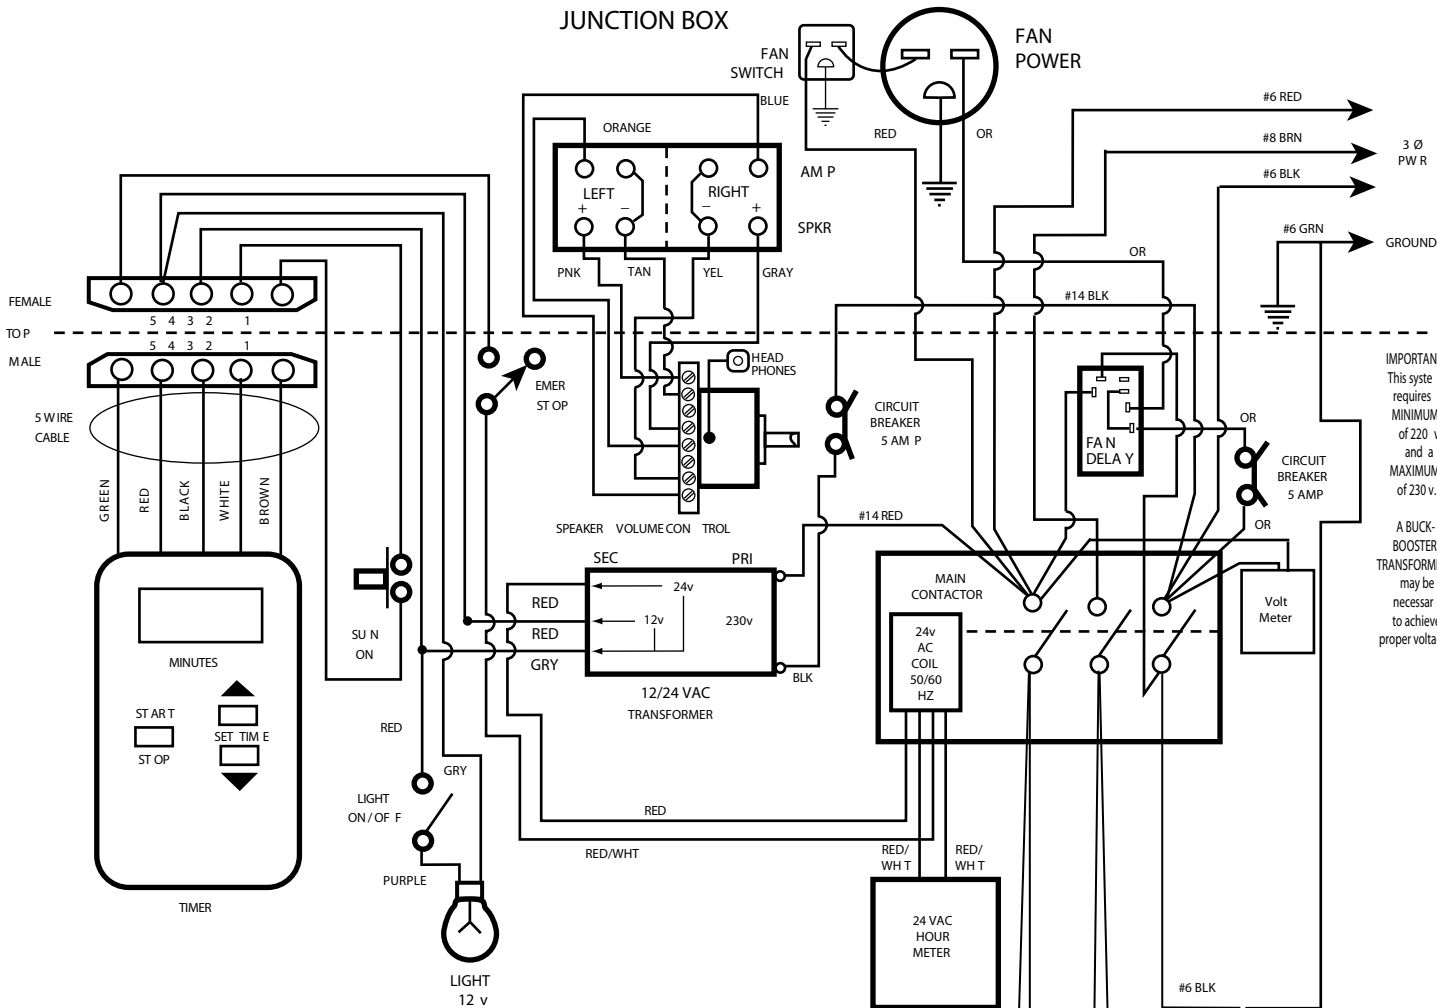 JUNCTION BOX
FAN
SWITCH
FAN
POWER
BLUE
ORANGE
RED
OR
#6 RED
#8 BRN
3 Ø
PW R
#6 BLK
#6 GRN
GROUND
AM P
LEFT
RIGHT
+
–
–
+
SPKR
PNK
TAN
YEL
GRAY
OR
#14 BLK
FEMALE
5 4 3 2 1
TO P
5 4 3 2 1
M ALE
5 W IRE
CABLE
GREEN
RED
BLACK
WHITE
BROWN
EMER
ST OP
HEAD
PHONES
CIRCUIT
BREAKER
5 AM P
FA N
DELA Y
OR
CIRCUIT
BREAKER
5 AMP
OR
IMPORTAN
This syste
requires
MINIMUM
of 220 v
and a
MAXIMUM
of 230 v.
A BUCK-
BOOSTER
TRANSFORM
may be
necessar
to achieve
proper volta
SPEAKER VOLUME CON TROL
#14 RED
SEC
PRI
24v
12v
230v
RED
RED
GRY
BLK
12/24 VAC
TRANSFORMER
MAIN
CONTACTOR
24v
AC
COIL
50/60
HZ
Volt
Meter
SU N
ON
MINUTES
ST AR T
ST OP
SET TIM E
TIMER
RED
GRY
LIGHT
ON / OF F
PURPLE
LIGHT
12 v
RED
RED/WHT
RED/
WH T
RED/
WH T
24 VAC
HOUR
METER
#6 BLK